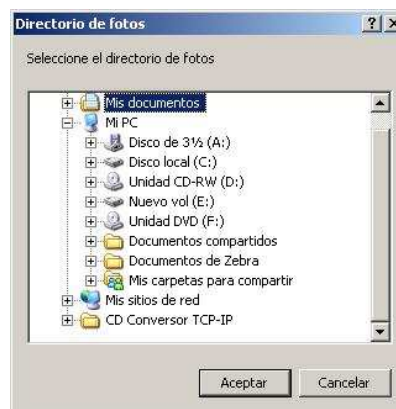 Directorio de fotos
Seleccione el directorio de fotos
Mis documentos
Mi PC
Disco de 3½ (A:)
Disco local (C:)
Unidad CD-RW (D:)
Nuevo vol (E:)
Unidad DVD (F:)
Documentos compartidos
Documentos de Zebra
Mis carpetas para compartir
Mis sitios de red
CD Conversor TCP-IP
Aceptar Cancelar